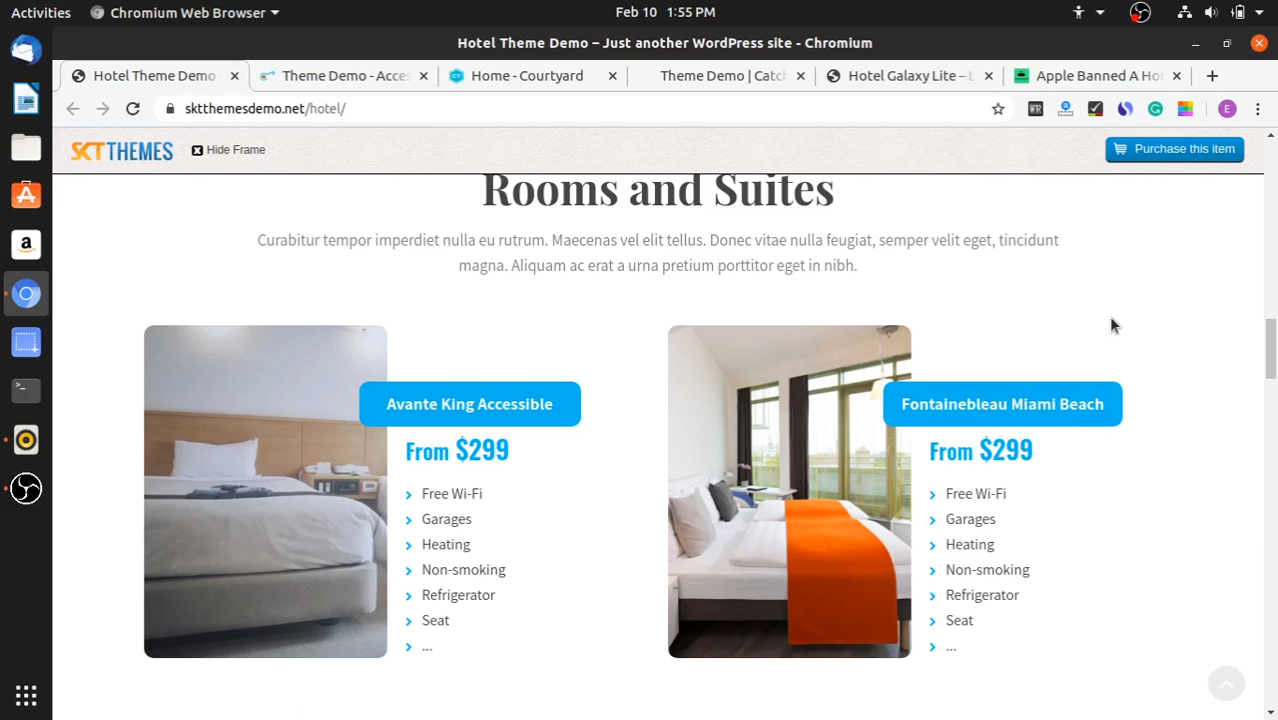 Activities
Chromium Web Browser
Feb 10 1:55 PM
Hotel Theme Demo – Just another WordPress site - Chromium
Hotel Theme Demo
Theme Demo - Acces
Home - Courtyard
Theme Demo | Catch
Hotel Galaxy Lite –
Apple Banned A Ho
sktthemesdemo.net/hotel/
WR
E
SKT THEMES
Hide Frame
Purchase this item
Rooms and Suites
Curabitur tempor imperdiet nulla eu rutrum. Maecenas vel elit tellus. Donec vitae nulla feugiat, semper velit eget, tincidunt
magna. Aliquam ac erat a urna pretium porttitor eget in nibh.
Avante King Accessible
From $299
Free Wi-Fi
Garages
Heating
Non-smoking
Refrigerator
Seat
...
Fontainebleau Miami Beach
From $299
Free Wi-Fi
Garages
Heating
Non-smoking
Refrigerator
Seat
...